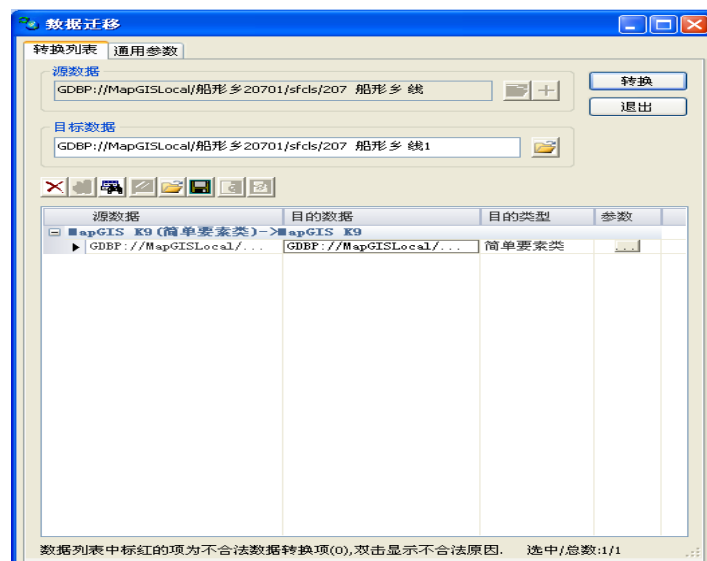 数据迁移
转换列表 通用参数
源数据
GDBP://MapGISLocal/船形乡20701/sfcls/207 船形乡 线
转换
退出
目标数据
GDBP://MapGISLocal/船形乡20701/sfcls/207 船形乡 线1
源数据 目的数据 目的类型 参数
MapGIS K9(简单要素类)->MapGIS K9
GDBP://MapGISLocal/... GDBP://MapGISLocal/... 简单要素类 ...
数据列表中标红的项为不合法数据转换项(0),双击显示不合法原因. 选中/总数:1/1